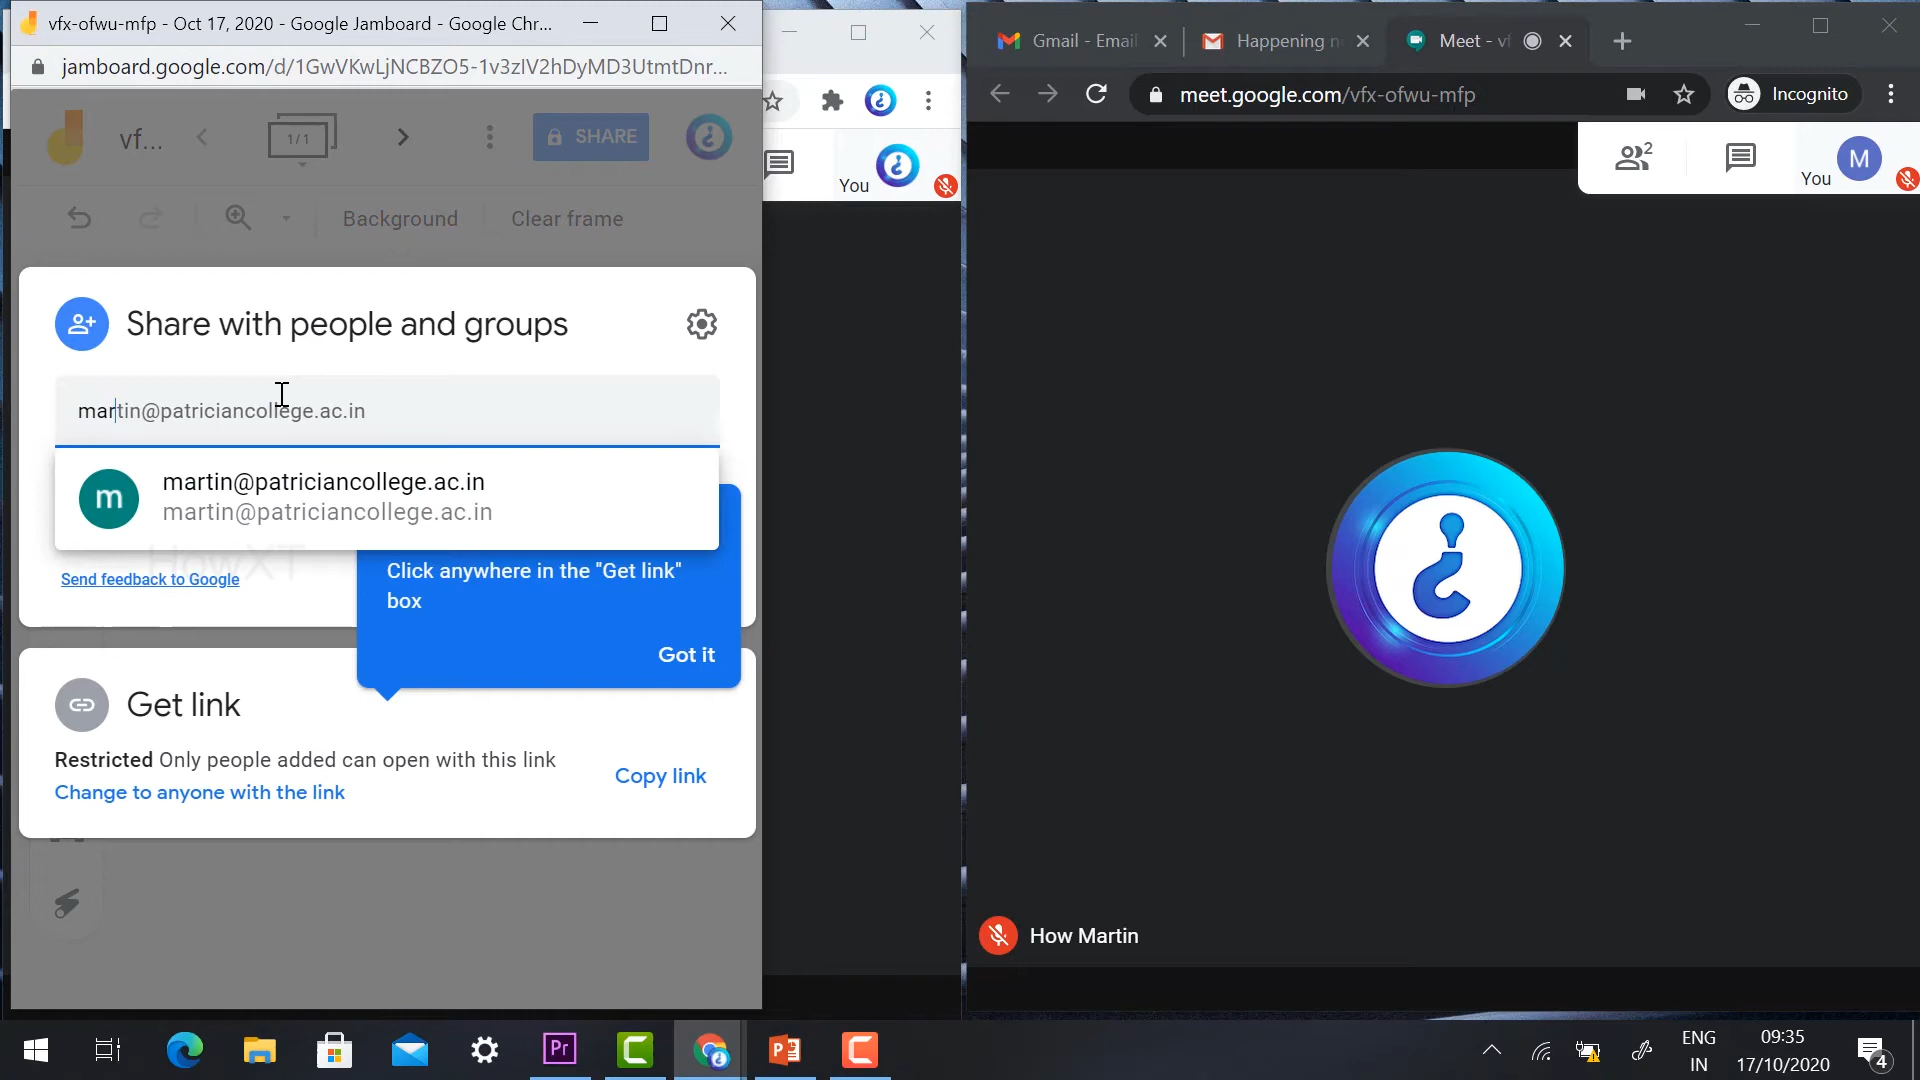 vfx-ofwu-mfp - Oct 17, 2020 - Google Jamboard - Google Chr...
jamboard.google.com/d/1GwVKwLjNCBZO5-1v3zIV2hDyMD3UtmtDnr...
vf...
1/1
SHARE
Background
Clear frame
Share with people and groups
martin@patriciancollege.ac.in
m
martin@patriciancollege.ac.in
martin@patriciancollege.ac.in
HowXT
Send feedback to Google
Click anywhere in the "Get link"
box
Got it
Get link
Restricted Only people added can open with this link
Change to anyone with the link
Copy link
You
Gmail - Email
Happening n
Meet - vf
meet.google.com/vfx-ofwu-mfp
Incognito
2
You
M
How Martin
Pr
ENG
IN
09:35
17/10/2020
4